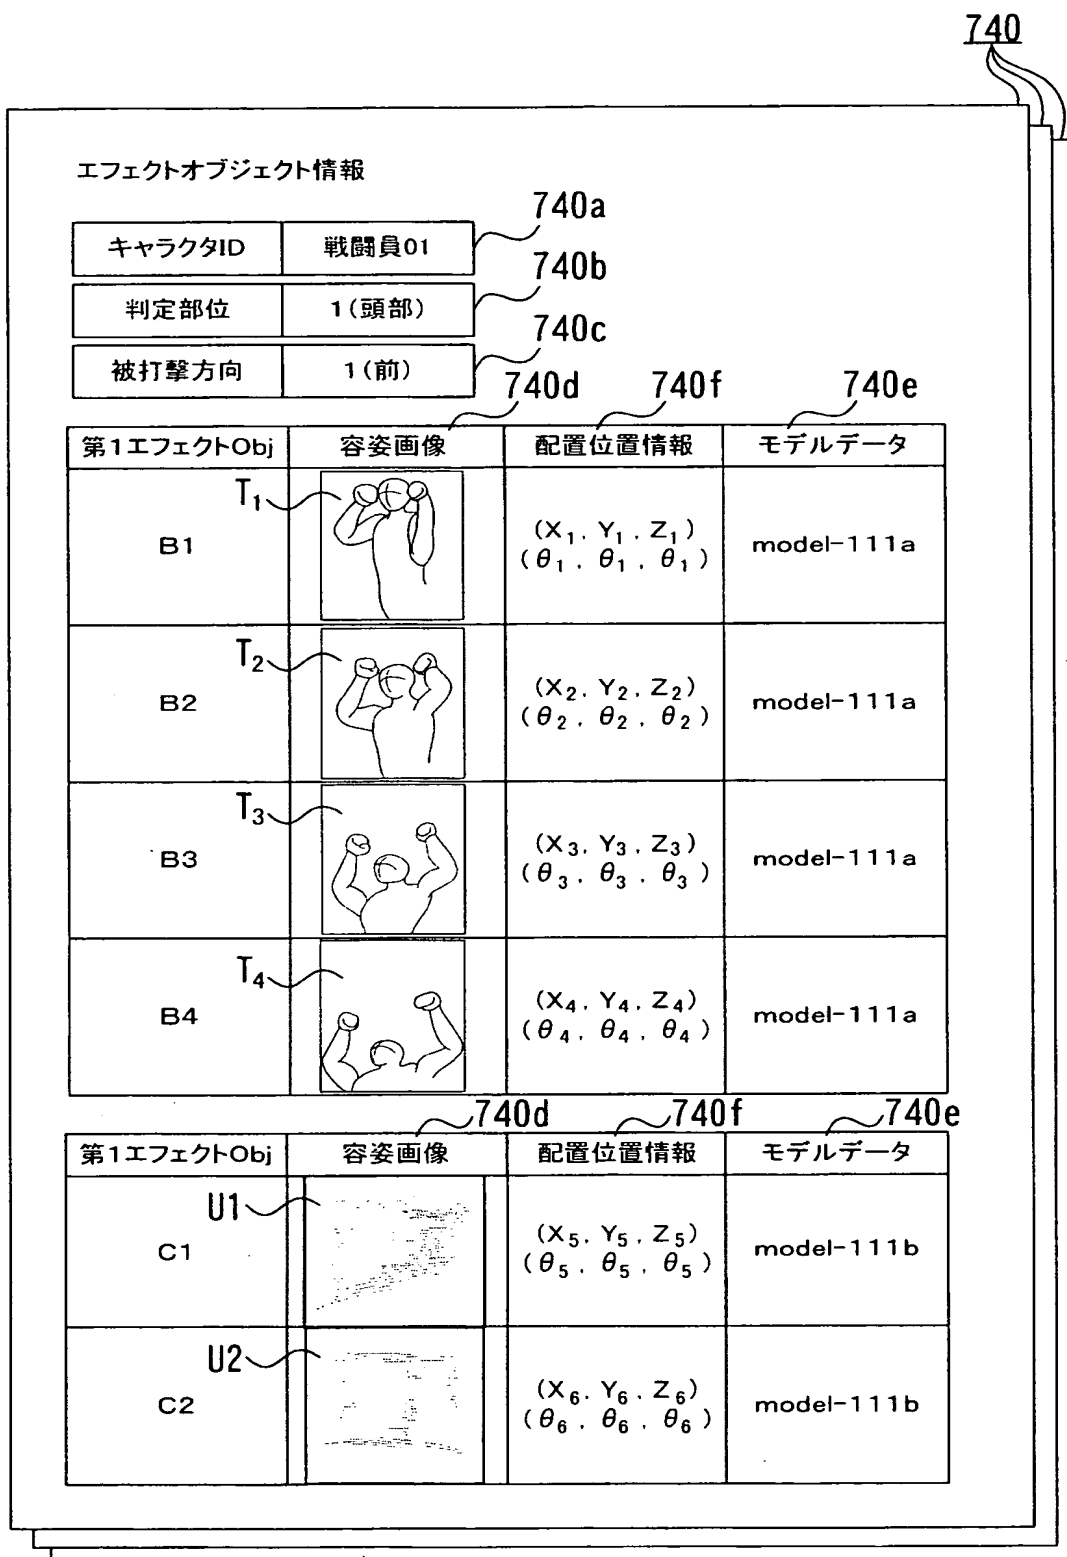 740
エフェクトオブジェクト情報
740a
キャラクタID 戦闘員01
740b
判定部位 1(頭部)
740c
被打撃方向 1(前)
740d 740f 740e
第1エフェクトObj 容姿画像 配置位置情報 モデルデータ
T1
B1 (X1, Y1, Z1) model-111a
(θ1, θ1, θ1)
T2
B2 (X2, Y2, Z2) model-111a
(θ2, θ2, θ2)
T3
B3 (X3, Y3, Z3) model-111a
(θ3, θ3, θ3)
T4
B4 (X4, Y4, Z4) model-111a
(θ4, θ4, θ4)
740d 740f 740e
第1エフェクトObj 容姿画像 配置位置情報 モデルデータ
U1
C1 (X5, Y5, Z5) model-111b
(θ5, θ5, θ5)
U2
C2 (X6, Y6, Z6) model-111b
(θ6, θ6, θ6)